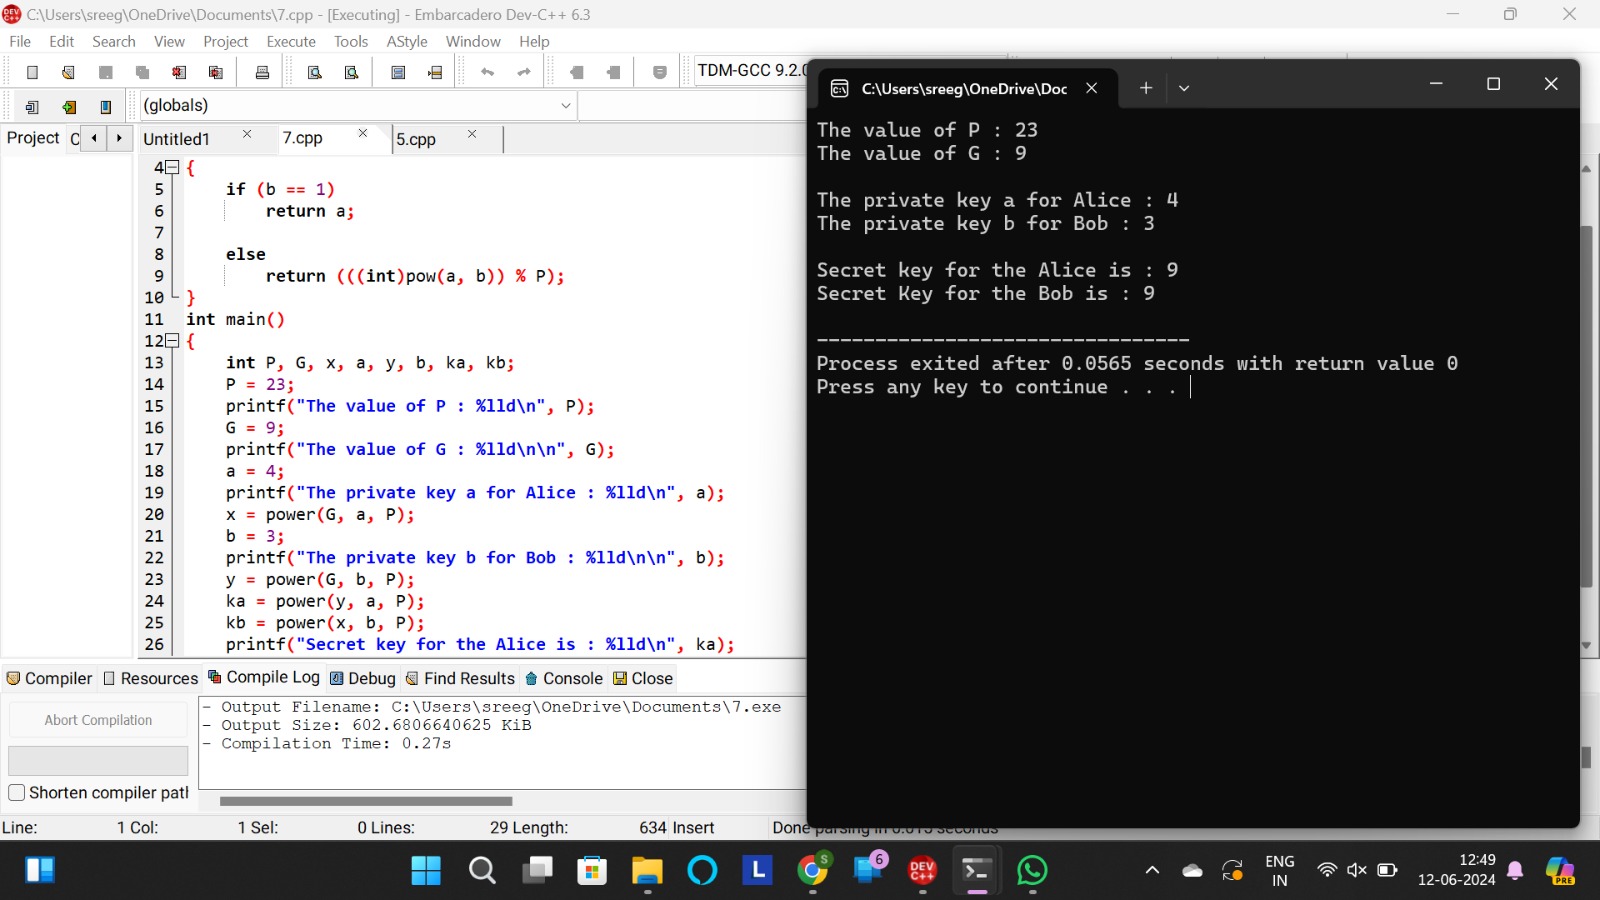 C:\Users\sreeg\OneDrive\Documents\7.cpp - [Executing] - Embarcadero Dev-C++ 6.3
File Edit Search View Project Execute Tools AStyle Window Help
TDM-GCC 9.2.0
(globals)
Project C Untitled1 7.cpp 5.cpp
4 {
5 if (b == 1)
6 return a;
7
8 else
9 return (((int)pow(a, b)) % P);
10 }
11 int main()
12 {
13 int P, G, x, a, y, b, ka, kb;
14 P = 23;
15 printf("The value of P : %lld\n", P);
16 G = 9;
17 printf("The value of G : %lld\n\n", G);
18 a = 4;
19 printf("The private key a for Alice : %lld\n", a);
20 x = power(G, a, P);
21 b = 3;
22 printf("The private key b for Bob : %lld\n\n", b);
23 y = power(G, b, P);
24 ka = power(y, a, P);
25 kb = power(x, b, P);
26 printf("Secret key for the Alice is : %lld\n", ka);
C:\Users\sreeg\OneDrive\Doc
The value of P : 23
The value of G : 9
The private key a for Alice : 4
The private key b for Bob : 3
Secret key for the Alice is : 9
Secret Key for the Bob is : 9
--------------------------------
Process exited after 0.0565 seconds with return value 0
Press any key to continue . . .
Compiler Resources Compile Log Debug Find Results Console Close
Abort Compilation
Shorten compiler path
- Output Filename: C:\Users\sreeg\OneDrive\Documents\7.exe
- Output Size: 602.6806640625 KiB
- Compilation Time: 0.27s
Line: 1 Col: 1 Sel: 0 Lines: 29 Length: 634 Insert Done parsing in 0.015 seconds
L S 6 DEV C++
ENG
IN
12:49
12-06-2024
PRE